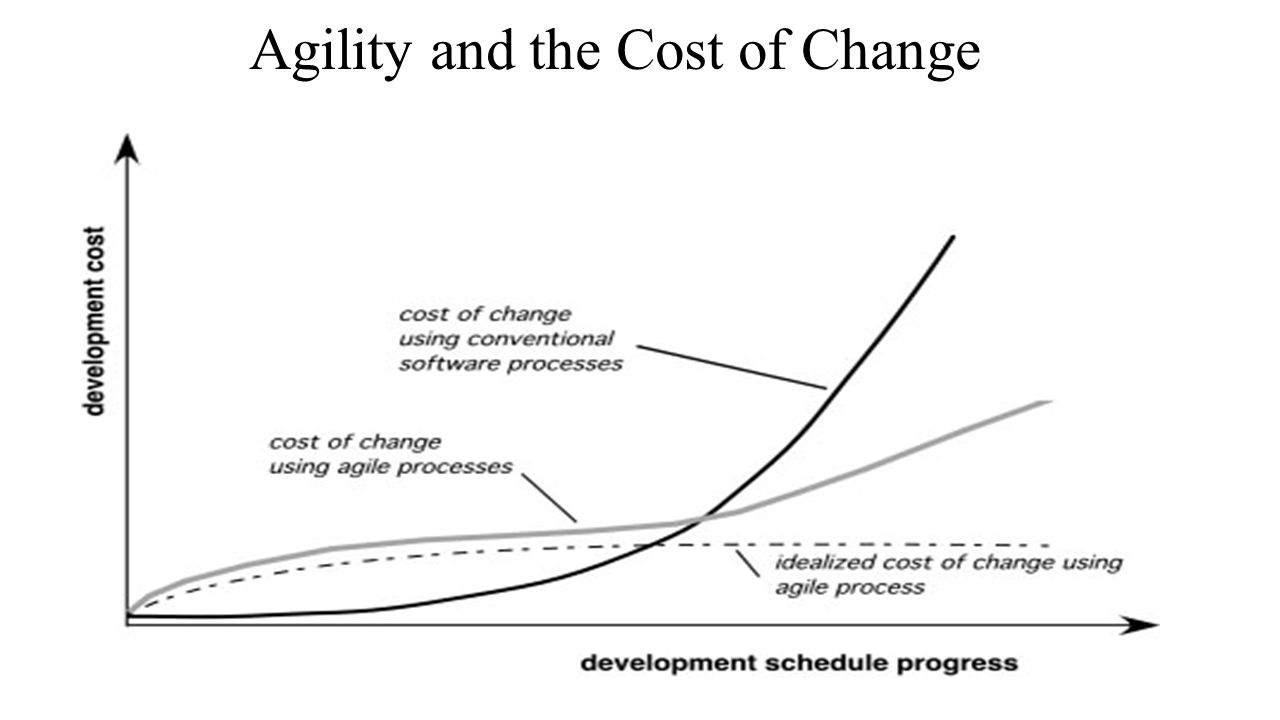 Agility and the Cost of Change
development cost
cost of change
using conventional
software processes
cost of change
using agile processes
idealized cost of change using
agile process
development schedule progress